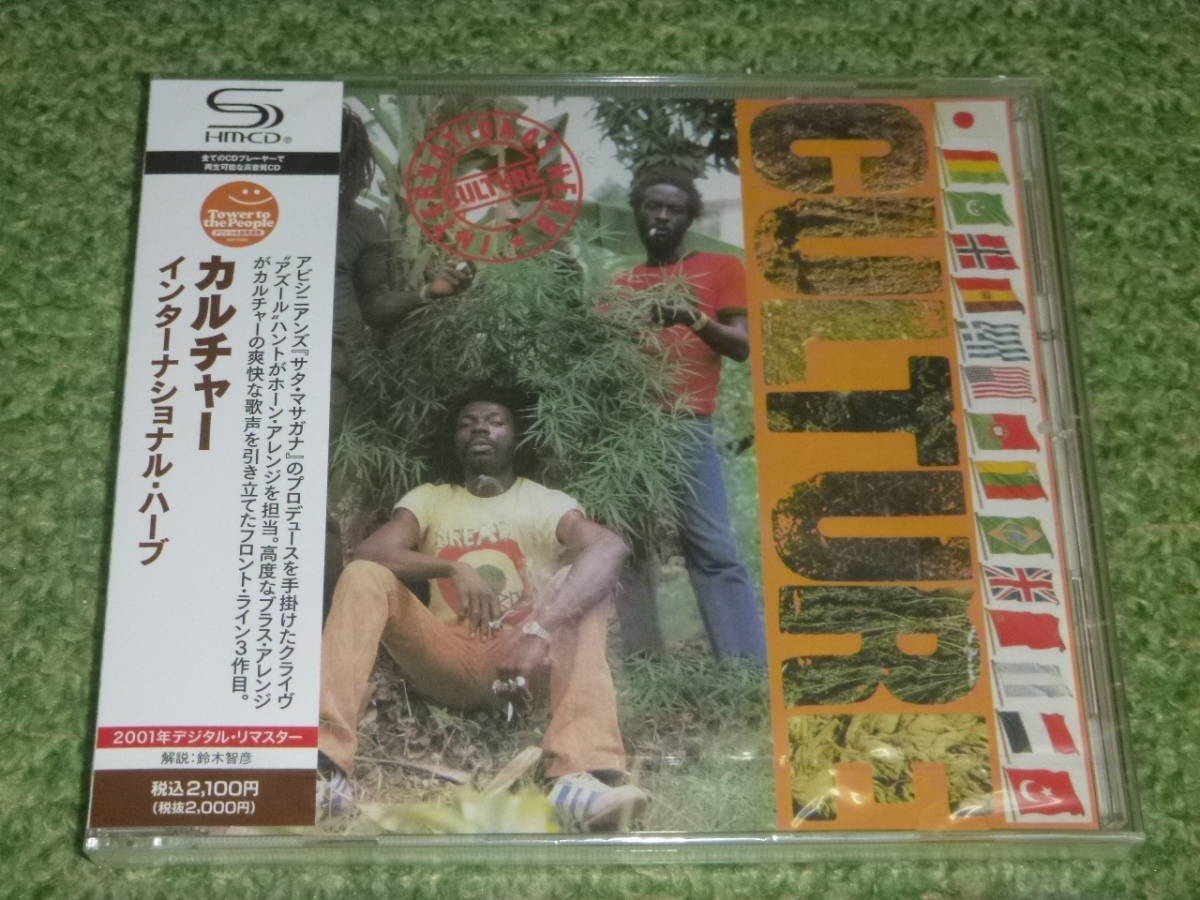 HM-CD®
全てのCDプレーヤーで
再生可能な高音質CD
Tower to
the People
カルチャー
インターナショナル・ハーブ
アビシニアンズ『サタ・マサガナ』のプロデュースを手掛けたクライヴ
“アズール”ハントがホーン・アレンジを担当。高度なブラス・アレンジ
がカルチャーの爽快な歌声を引き立てたフロント・ライン3作目。
2001年デジタル・リマスター
解説:鈴木智彦
税込2,100円
(税抜2,000円)
INTERNATIONAL HERB
CULTURE
CULTURE